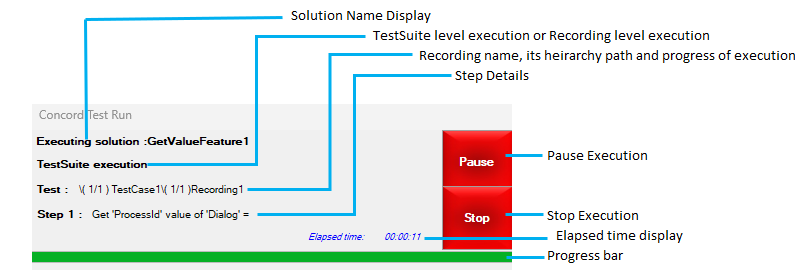 Solution Name Display
TestSuite level execution or Recording level execution
Recording name, its heirarchy path and progress of execution
Step Details
Concord Test Run
Executing solution :GetValueFeature1
TestSuite execution
Pause
Pause Execution
Test : \( 1/1 ) TestCase1\( 1/1 )Recording1
Step 1 : Get 'ProcessId' value of 'Dialog' =
Stop
Stop Execution
Elapsed time: 00:00:11
Elapsed time display
Progress bar